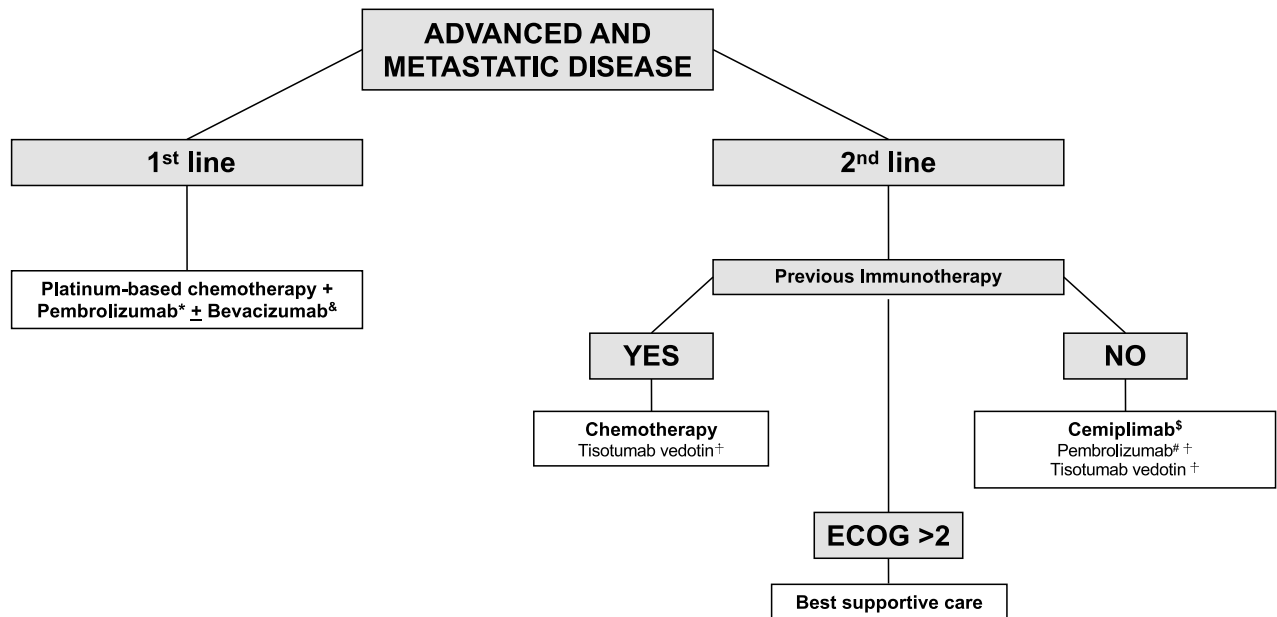 ADVANCED AND
METASTATIC DISEASE
1st line
2nd line
Platinum-based chemotherapy +
Pembrolizumab* ± Bevacizumab&
Previous Immunotherapy
YES
NO
Chemotherapy
Tisotumab vedotin†
Cemiplimab$
Pembrolizumab# †
Tisotumab vedotin †
ECOG >2
Best supportive care